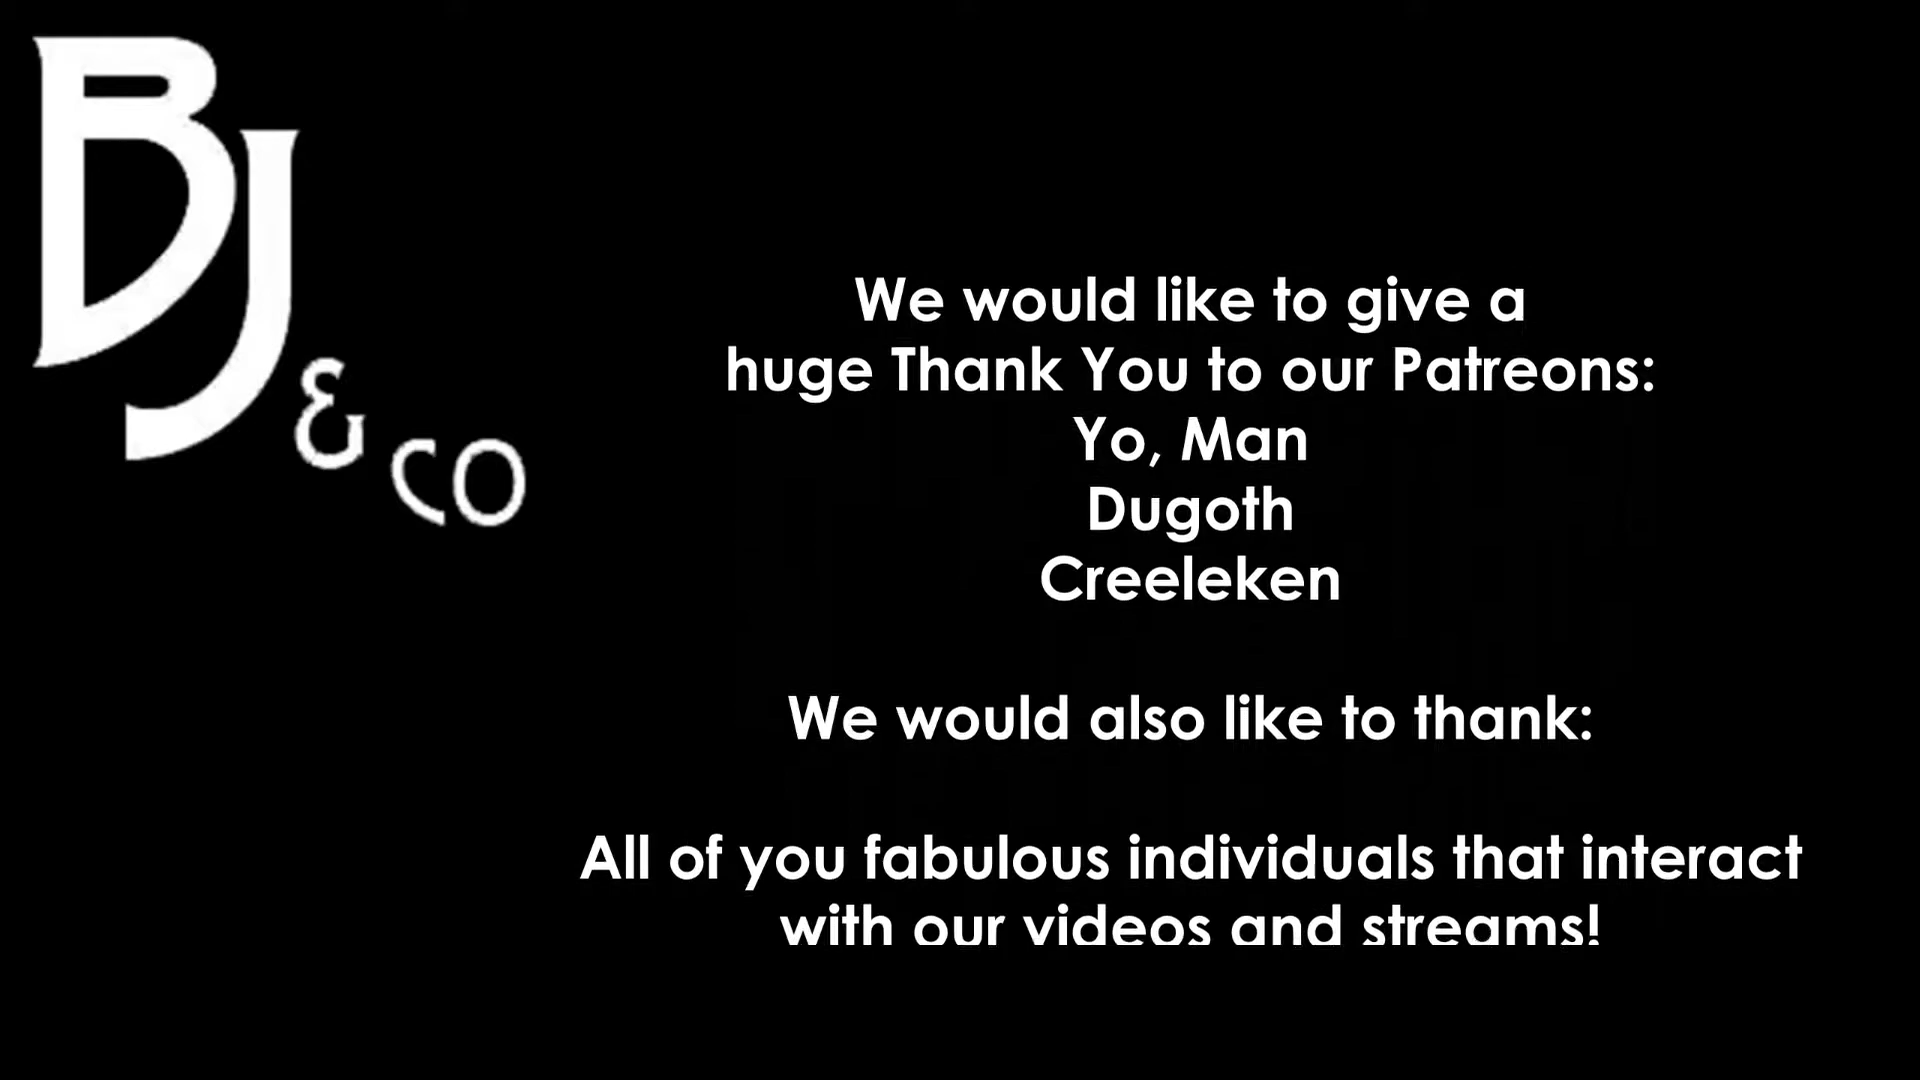 BJ & CO
We would like to give a
huge Thank You to our Patreons:
Yo, Man
Dugoth
Creeleken
We would also like to thank:
All of you fabulous individuals that interact
with our videos and streams!